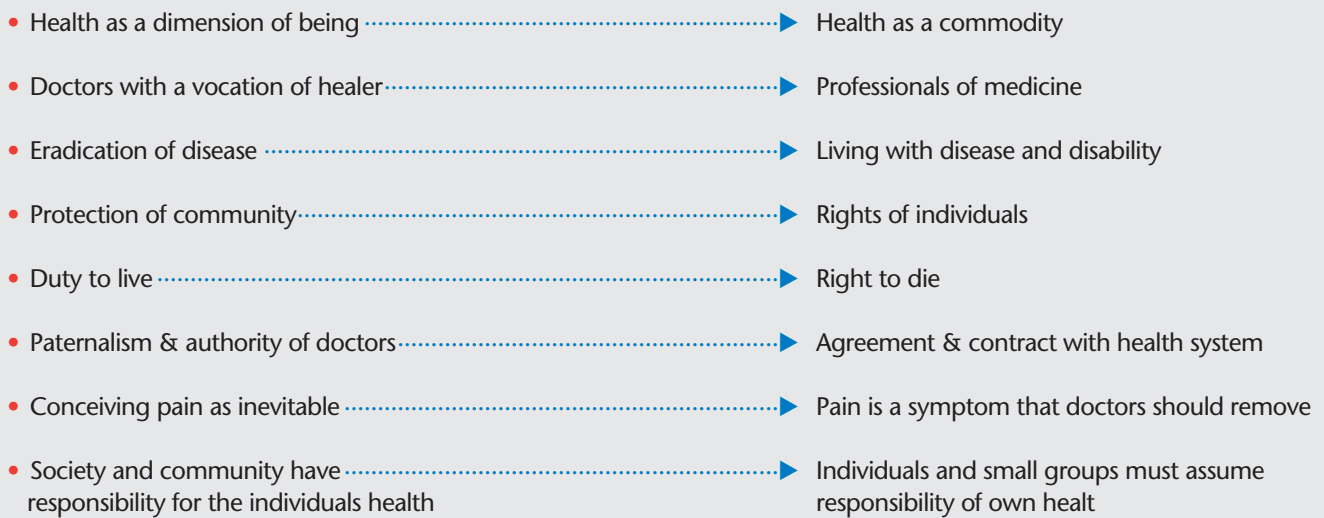 • Health as a dimension of being Health as a commodity
• Doctors with a vocation of healer Professionals of medicine
• Eradication of disease Living with disease and disability
• Protection of community Rights of individuals
• Duty to live Right to die
• Paternalism & authority of doctors Agreement & contract with health system
• Conceiving pain as inevitable Pain is a symptom that doctors should remove
• Society and community have Individuals and small groups must assume
responsibility for the individuals health responsibility of own healt